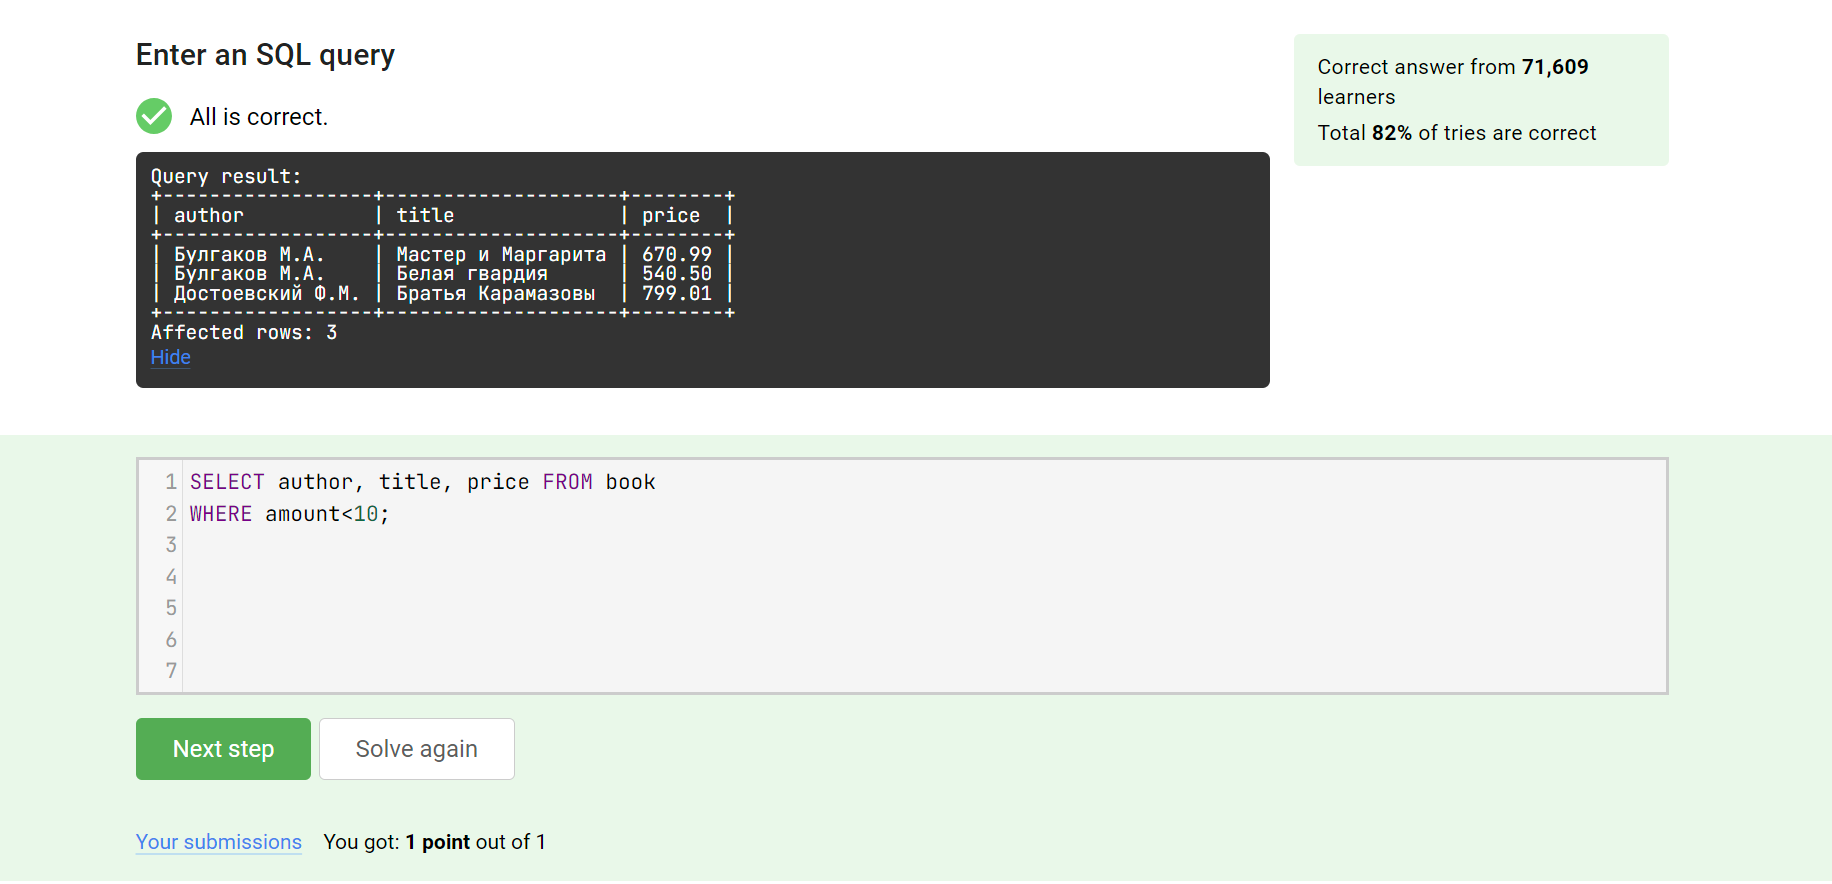 Enter an SQL query
All is correct.
Query result:
+------------------+--------------------+--------+
| author           | title              | price  |
+------------------+--------------------+--------+
| Булгаков М.А.    | Мастер и Маргарита | 670.99 |
| Булгаков М.А.    | Белая гвардия      | 540.50 |
| Достоевский Ф.М. | Братья Карамазовы  | 799.01 |
+------------------+--------------------+--------+
Affected rows: 3
Hide
Correct answer from 71,609
learners
Total 82% of tries are correct
1 SELECT author, title, price FROM book
2 WHERE amount<10;
3
4
5
6
7
Next step Solve again
Your submissions You got: 1 point out of 1